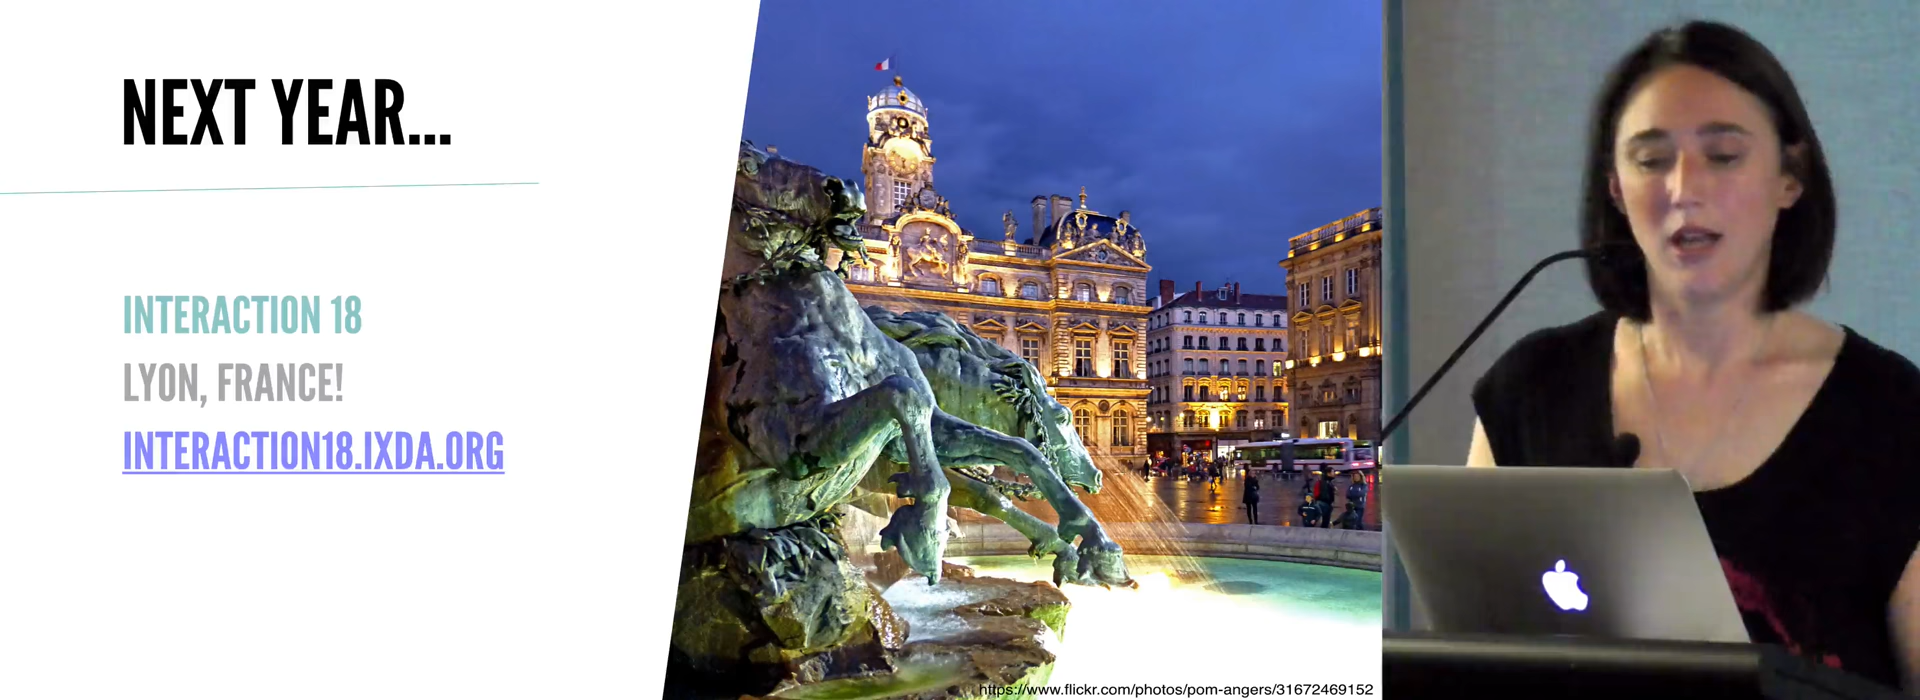 NEXT YEAR...
INTERACTION 18
LYON, FRANCE!
INTERACTION18.IXDA.ORG
https://www.flickr.com/photos/pom-angers/31672469152